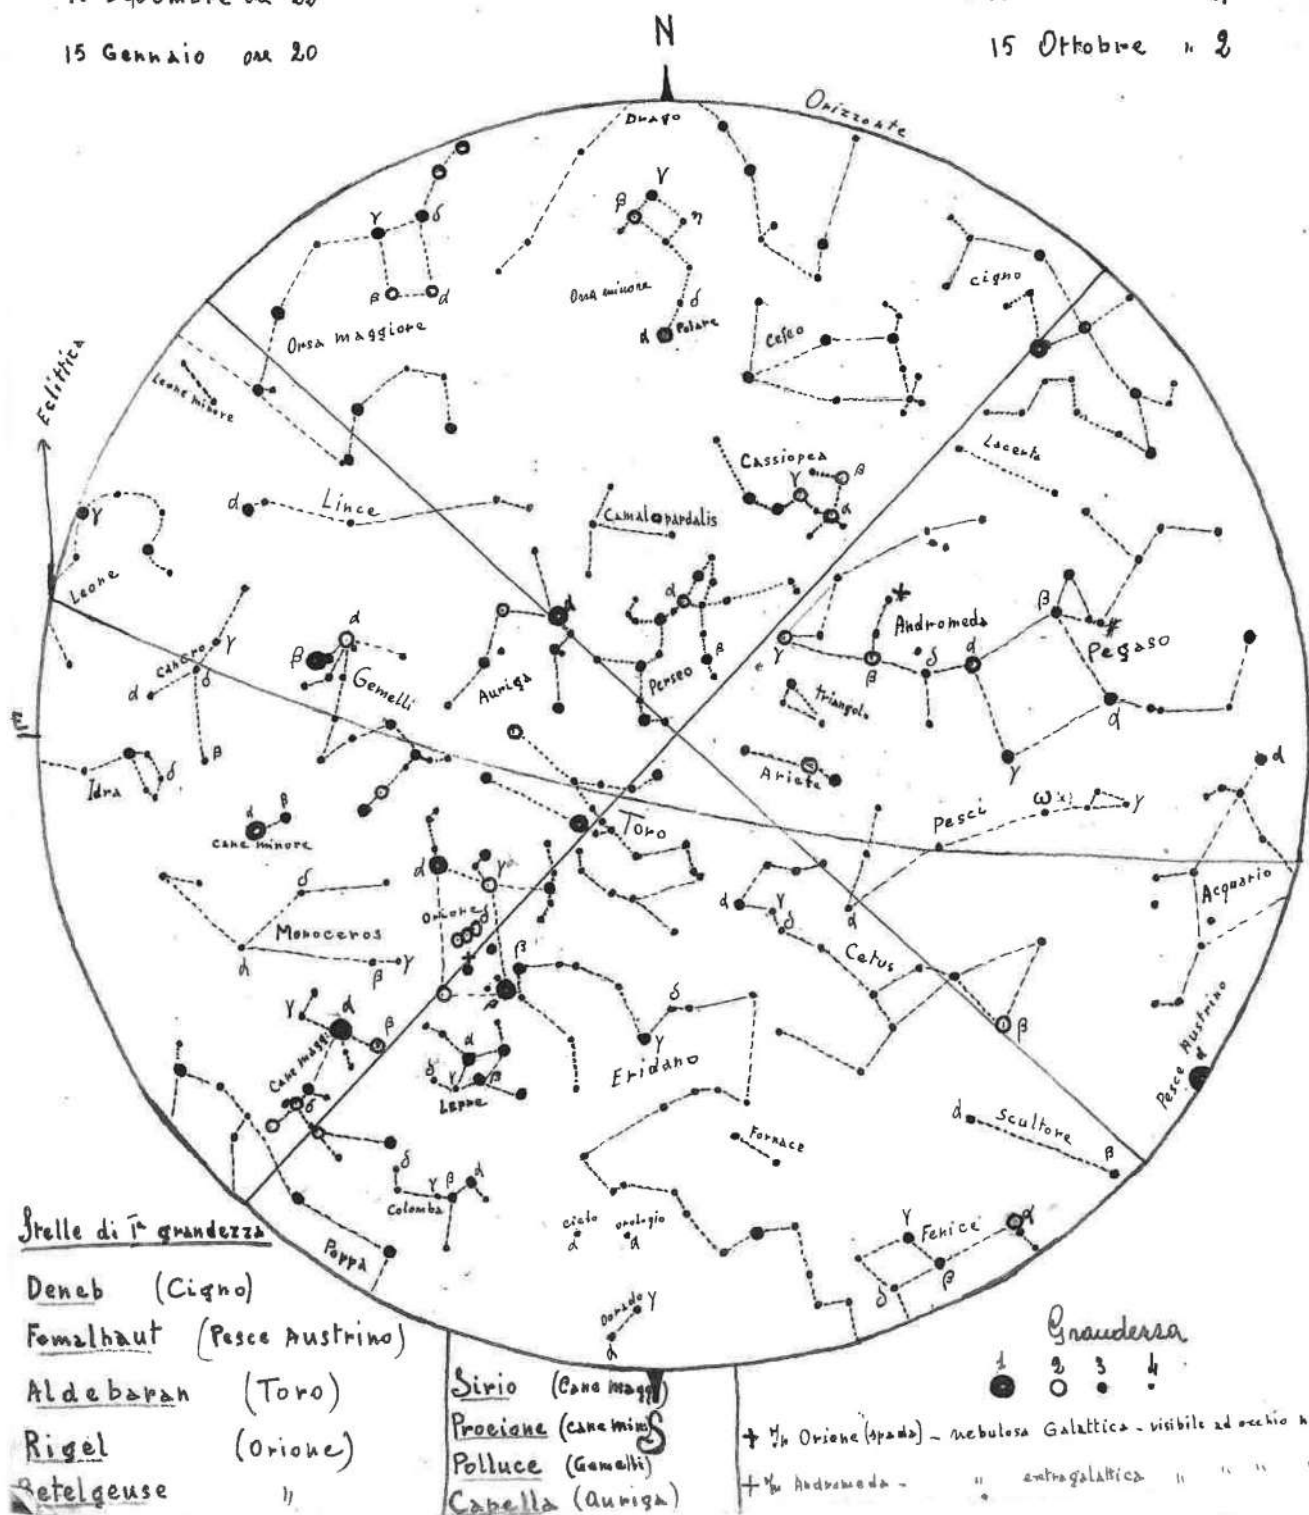 15 Gennaio ore 20
N
15 Ottobre " 2
Orizzonte
Drago
γ
β
η
γ
δ
β
α
Orsa maggiore
Orsa minore
δ
α Polare
Cefeo
Cigno
Eclittica
Leone minore
Lacerta
Cassiopea
γ
β
α
α
Lince
Camalopardalis
γ
Leone
α
α
Andromeda
β
Pegaso
Cancro
γ
δ
α
β
α
β
Gemelli
Auriga
Perseo
β
γ
β
δ
α
α
γ
Triangolo
Ariete
E
Idra
δ
α
β
Cane minore
Toro
Pesci
ω
γ
α
α
Acquario
α
γ
Orione
δ
β
δ
Monoceros
α
β
γ
α
γ
δ
Cetus
β
β
δ
γ
Eridano
γ
α
β
Cane magg.
δ
α
δ
γ
β
Lepre
Pesce Austrino
α
α
Scultore
β
Fornace
δ
γ
β
α
Colomba
Cielo
α
orologio
α
γ
Fenice
α
β
δ
Poppa
Dorado
γ
α
Stelle di Iª grandezza
Deneb (Cigno)
Fomalhaut (Pesce Austrino)
Aldebaran (Toro)
Rigel (Orione)
Betelgeuse "
Sirio (Cane magg)
Procione (Cane min)
S
Polluce (Gemelli)
Capella (Auriga)
Grandezza
1 2 3 4
+ In Orione (spada) - nebulosa Galattica - visibile ad occhio n
+ In Andromeda - " extragalattica " " "